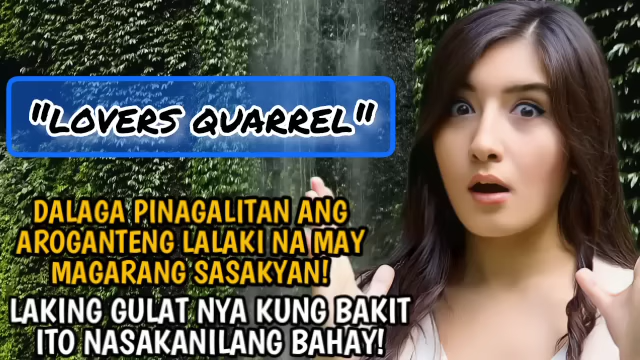 "LOVERS QUARREL"
DALAGA PINAGALITAN ANG
AROGANTENG LALAKI NA MAY
MAGARANG SASAKYAN!
LAKING GULAT NYA KUNG BAKIT
ITO NASAKANILANG BAHAY!